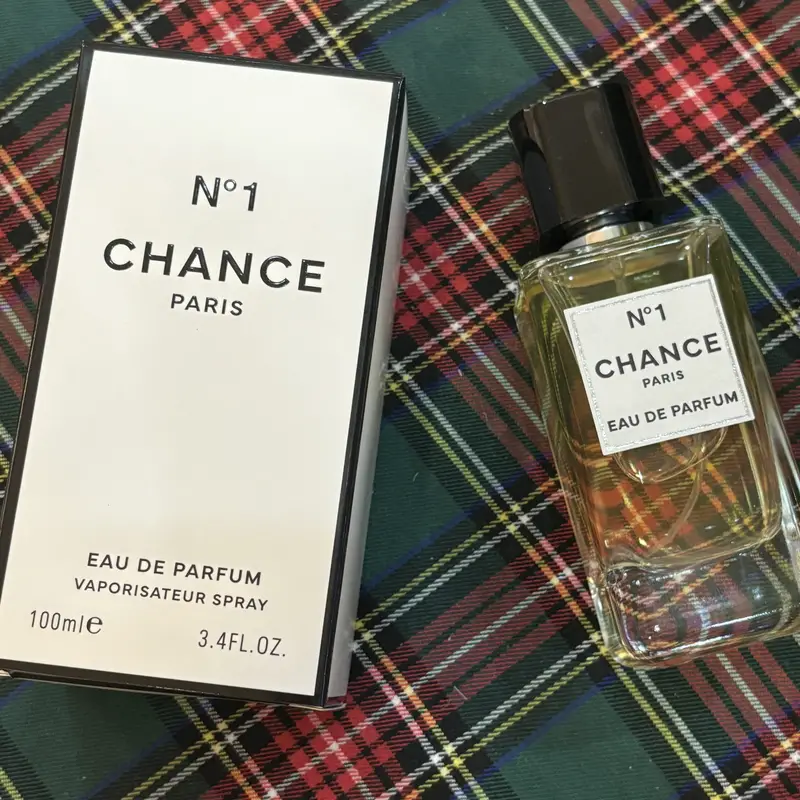 N°1
CHANCE
PARIS
EAU DE PARFUM
VAPORISATEUR SPRAY
100ml℮
3.4FL.OZ.
N°1
CHANCE
PARIS
EAU DE PARFUM